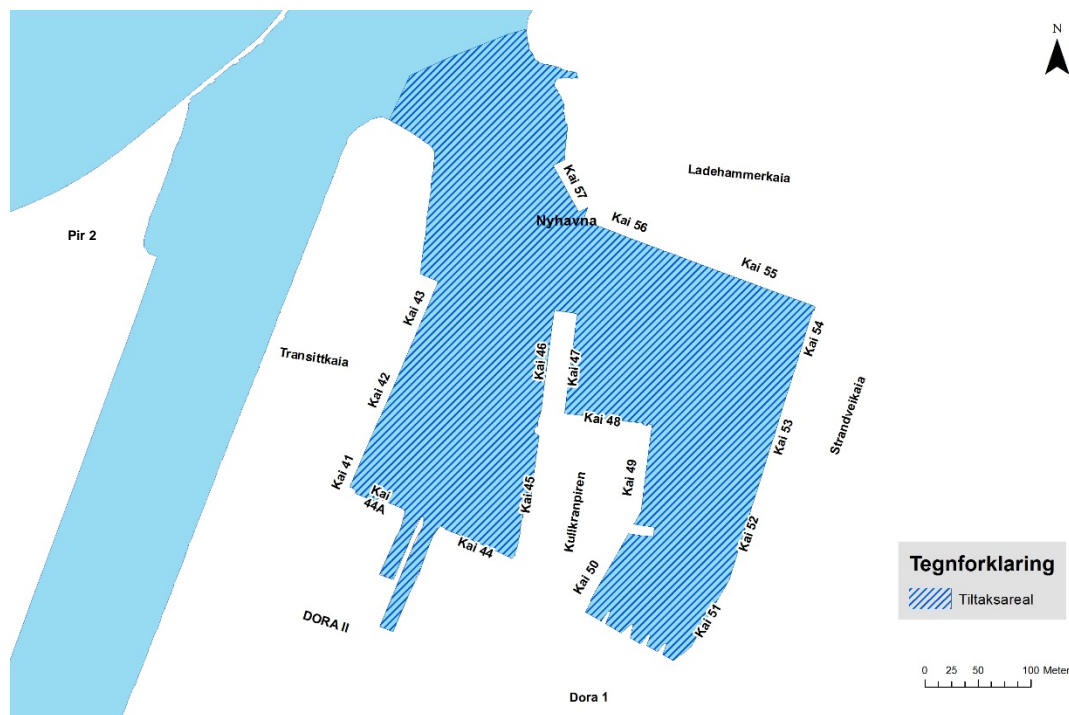 N
Ladehammerkaia
Kai 57
Nyhavna
Kai 56
Pir 2
Kai 55
Kai 43
Kai 54
Transittkaia
Kai 46
Kai 47
Kai 42
Strandveikaia
Kai 48
Kai 53
Kai 41
Kai 49
Kai
44A
Kai 45
Kullkranpiren
Kai 52
Kai 44
Kai 50
Tegnforklaring
Tiltaksareal
DORA II
Kai 51
0 25 50 100 Meter
Dora 1